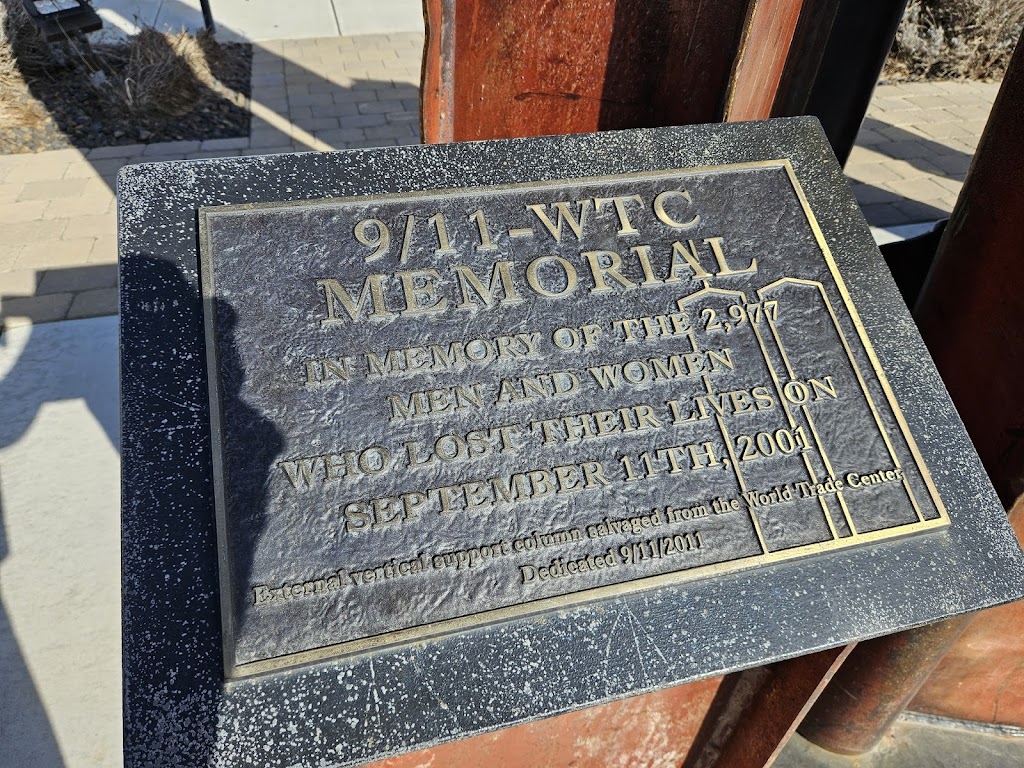 9/11-WTC
MEMORIAL
IN MEMORY OF THE 2,977
MEN AND WOMEN
WHO LOST THEIR LIVES ON
SEPTEMBER 11TH, 2001
External vertical support column salvaged from the World Trade Center
Dedicated 9/11/2011